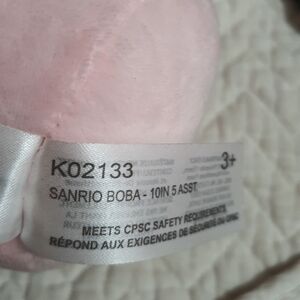 K02133
3+
SANRIO BOBA - 10IN 5 ASST
MEETS CPSC SAFETY REQUIREMENTS
RÉPOND AUX EXIGENCES DE SÉCURITÉ DU CPSC